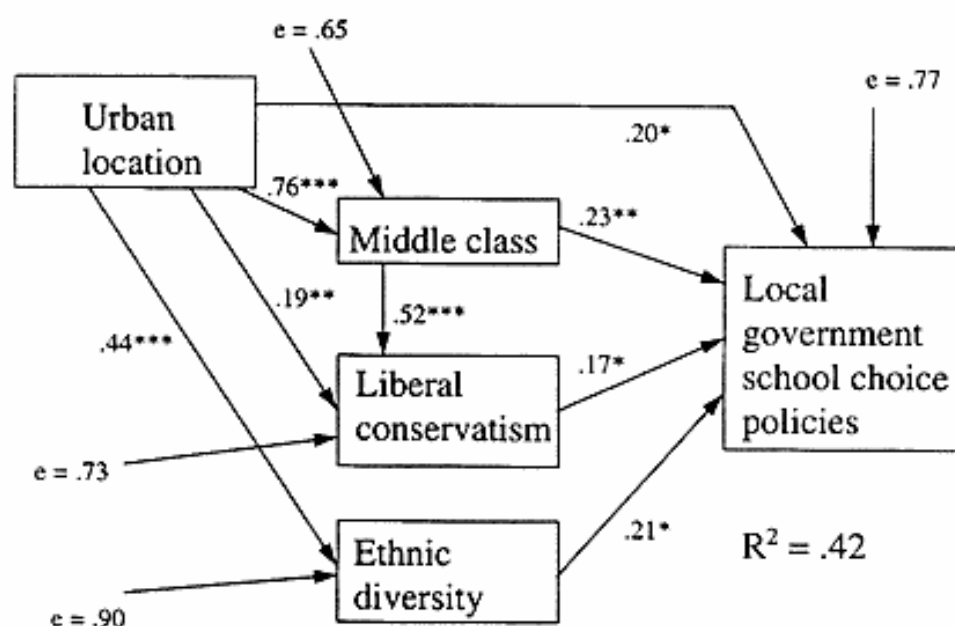 e = .65
e = .77
Urban
location
.20*
.76***
Middle class
.23**
.19**
.52***
.44***
Local
government
school choice
policies
Liberal
conservatism
.17*
e = .73
Ethnic
diversity
.21*
R² = .42
e = .90